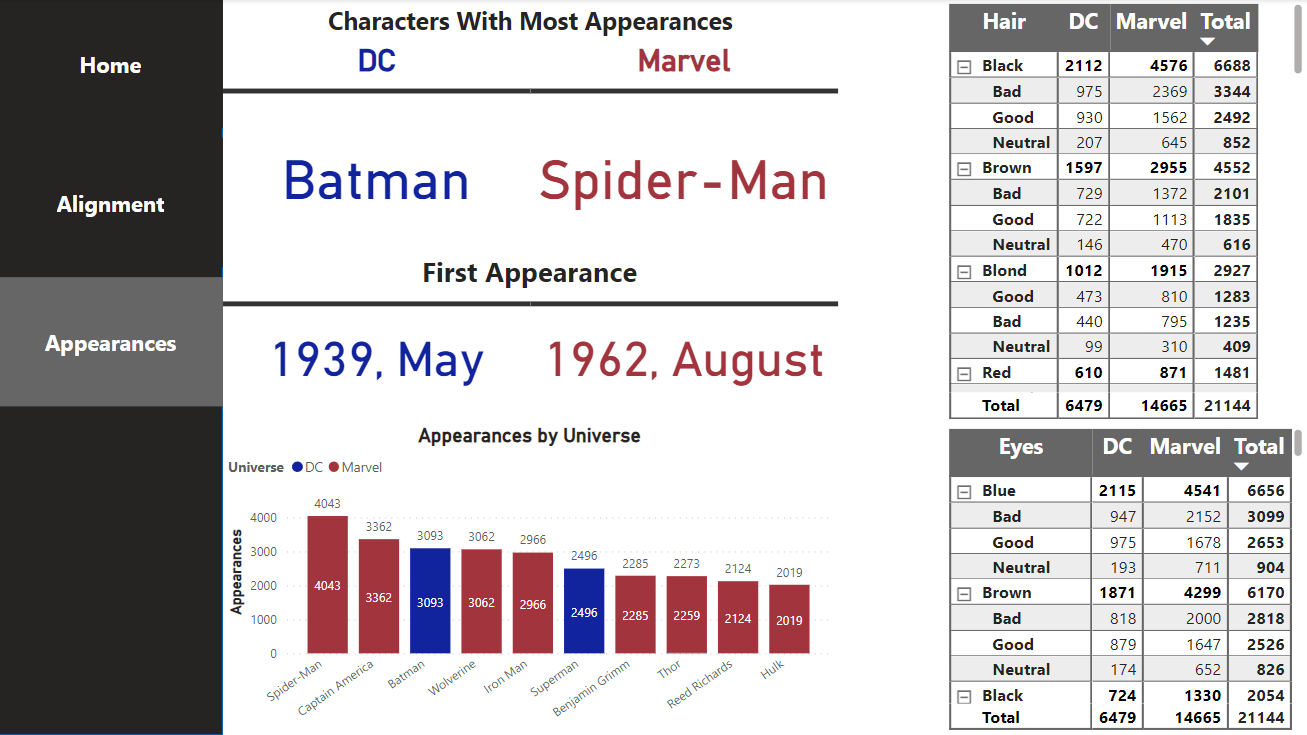 Home
Alignment
Appearances
Characters With Most Appearances
DC Marvel
Batman Spider-Man
First Appearance
1939, May 1962, August
Appearances by Universe
Universe DC Marvel
Appearances
4000
3000
2000
1000
0
4043 3362 3093 3062 2966 2496 2285 2273 2124 2019
4043 3362 3093 3062 2966 2496 2285 2259 2124 2019
Spider-Man Captain America Batman Wolverine Iron Man Superman Benjamin Grimm Thor Reed Richards Hulk
Hair DC Marvel Total
Black 2112 4576 6688
Bad 975 2369 3344
Good 930 1562 2492
Neutral 207 645 852
Brown 1597 2955 4552
Bad 729 1372 2101
Good 722 1113 1835
Neutral 146 470 616
Blond 1012 1915 2927
Good 473 810 1283
Bad 440 795 1235
Neutral 99 310 409
Red 610 871 1481
Total 6479 14665 21144
Eyes DC Marvel Total
Blue 2115 4541 6656
Bad 947 2152 3099
Good 975 1678 2653
Neutral 193 711 904
Brown 1871 4299 6170
Bad 818 2000 2818
Good 879 1647 2526
Neutral 174 652 826
Black 724 1330 2054
Total 6479 14665 21144